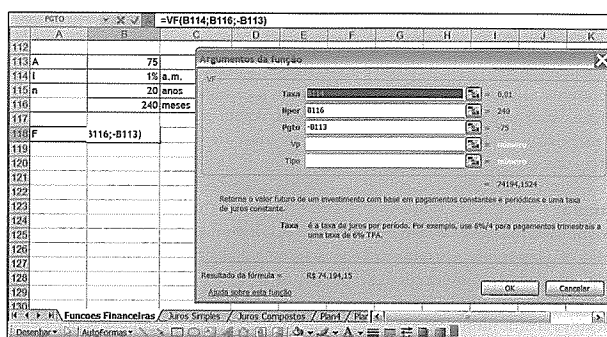 PGTO =VF(B114;B116;-B113)
A B C D E F G H I J K
112
113 A 75
114 I 1% a.m.
115 n 20 anos
116 240 meses
117
118 F 3116;-B113)
119
120
121
122
123
124
125
126
127
128
129
130
Argumentos da função
VF
Taxa B114 = 0,01
Nper B116 = 240
Pgto -B113 = -75
Vp = número
Tipo = número
= 74194,1524
Retorna o valor futuro de um investimento com base em pagamentos constantes e periódicos e uma taxa
de juros constante.
Taxa é a taxa de juros por período. Por exemplo, use 6%/4 para pagamentos trimestrais a
uma taxa de 6% TPA.
Resultado da fórmula = R$ 74.194,15
Ajuda sobre esta função OK Cancelar
Funcoes Financeiras / Juros Simples / Juros Compostos / Plan4 / Plar
Desenhar AutoFormas